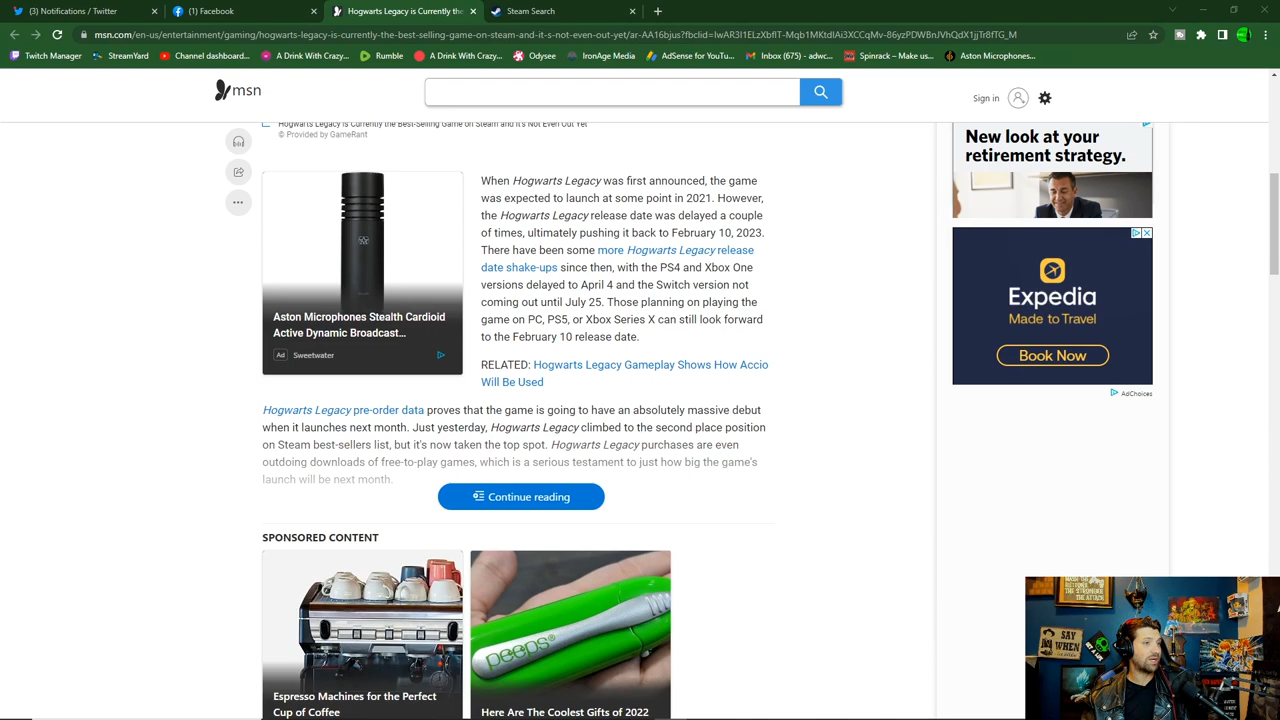 (3) Notifications / Twitter
(1) Facebook
Hogwarts Legacy is Currently the
Steam Search
msn.com/en-us/entertainment/gaming/hogwarts-legacy-is-currently-the-best-selling-game-on-steam-and-it-s-not-even-out-yet/ar-AA16bjus?fbclid=
Twitch Manager
StreamYard
Channel dashboard...
A Drink With Crazy...
Rumble
A Drink With Crazy...
Odysee
IronAge Media
AdSense for YouTu...
Inbox (675) - adwc...
Spinrack – Make us...
Aston Microphones...
msn
Sign in
Hogwarts Legacy is Currently the Best-Selling Game on Steam and It's Not Even Out Yet
© Provided by GameRant
Aston Microphones Stealth Cardioid
Active Dynamic Broadcast...
Ad Sweetwater
When Hogwarts Legacy was first announced, the game
was expected to launch at some point in 2021. However,
the Hogwarts Legacy release date was delayed a couple
of times, ultimately pushing it back to February 10, 2023.
There have been some more Hogwarts Legacy release
date shake-ups since then, with the PS4 and Xbox One
versions delayed to April 4 and the Switch version not
coming out until July 25. Those planning on playing the
game on PC, PS5, or Xbox Series X can still look forward
to the February 10 release date.
RELATED: Hogwarts Legacy Gameplay Shows How Accio
Will Be Used
Hogwarts Legacy pre-order data proves that the game is going to have an absolutely massive debut
when it launches next month. Just yesterday, Hogwarts Legacy climbed to the second place position
on Steam best-sellers list, but it's now taken the top spot. Hogwarts Legacy purchases are even
outdoing downloads of free-to-play games, which is a serious testament to just how big the game's
launch will be next month.
Continue reading
SPONSORED CONTENT
Espresso Machines for the Perfect
Cup of Coffee
peeps®
Here Are The Coolest Gifts of 2022
New look at your
retirement strategy.
Expedia
Made to Travel
Book Now
AdChoices
SAY
WHEN